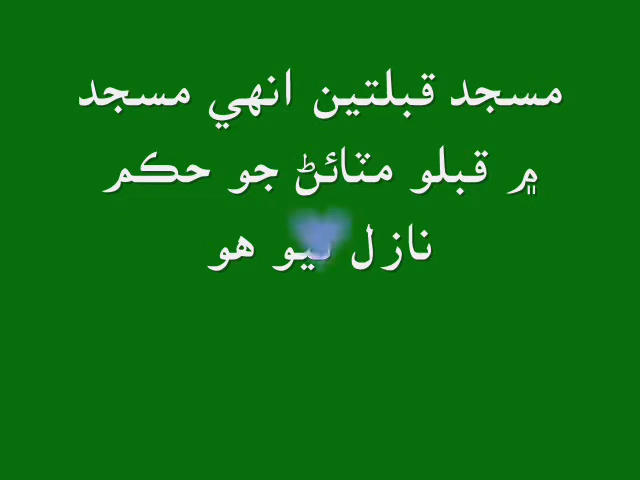 مسجد قبلتين انهي مسجد
۾ قبلو مٽائڻ جو حڪم
نازل هو